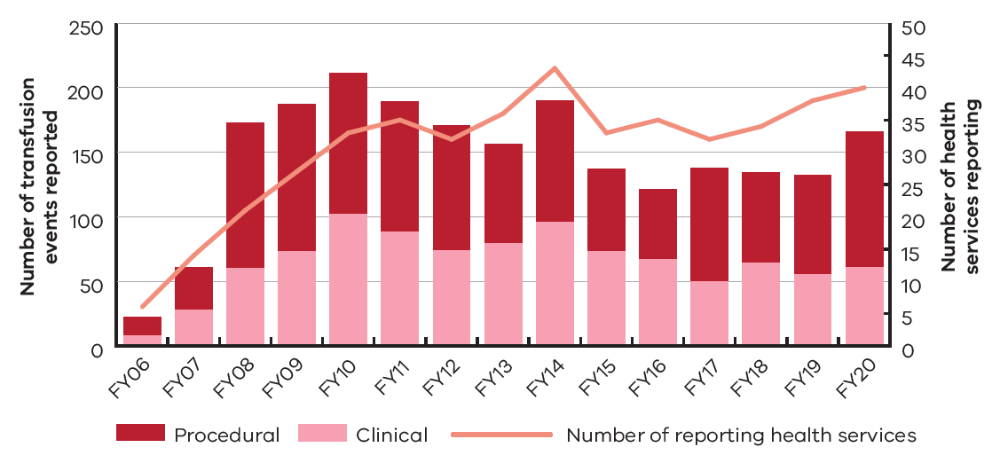 Number of transfusion
events reported
250
200
150
100
50
0
50
45
40
35
30
25
20
15
10
5
0
Number of health
services reporting
FY06
FY07
FY08
FY09
FY10
FY11
FY12
FY13
FY14
FY15
FY16
FY17
FY18
FY19
FY20
Procedural
Clinical
Number of reporting health services